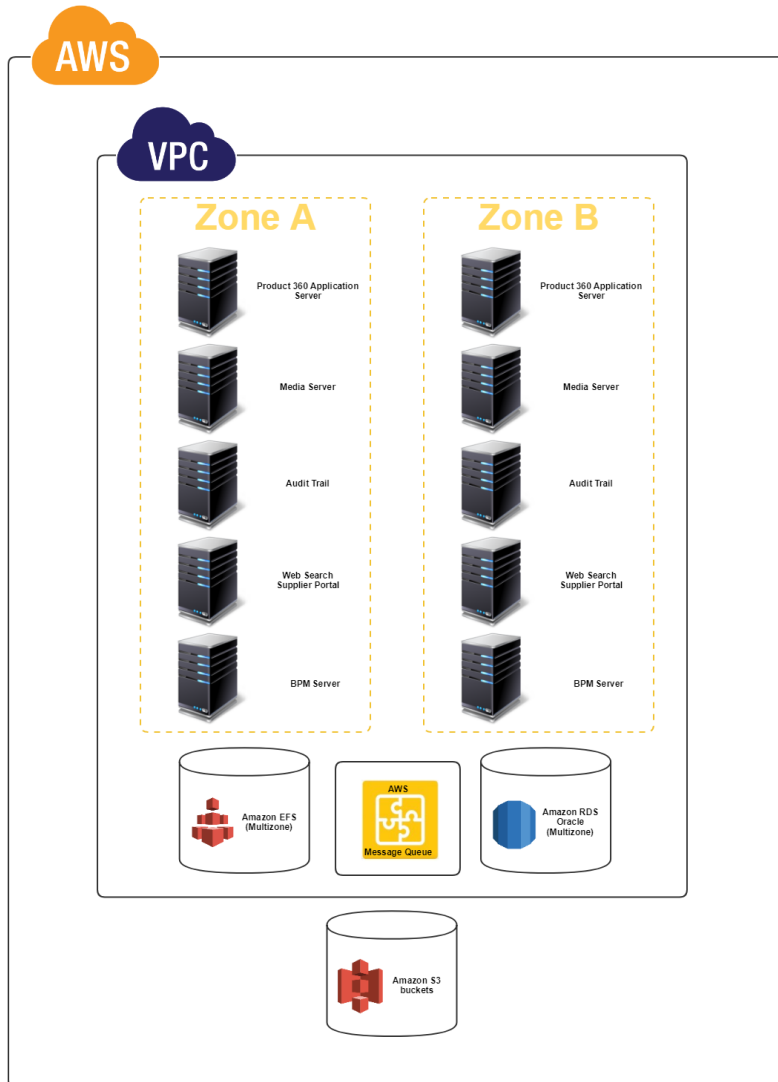 AWS
VPC
Zone A
Zone B
Product 360 Application
Server
Product 360 Application
Server
Media Server
Media Server
Audit Trail
Audit Trail
Web Search
Supplier Portal
Web Search
Supplier Portal
BPM Server
BPM Server
Amazon EFS
(Multizone)
AWS
Message Queue
Amazon RDS
Oracle
(Multizone)
Amazon S3
buckets